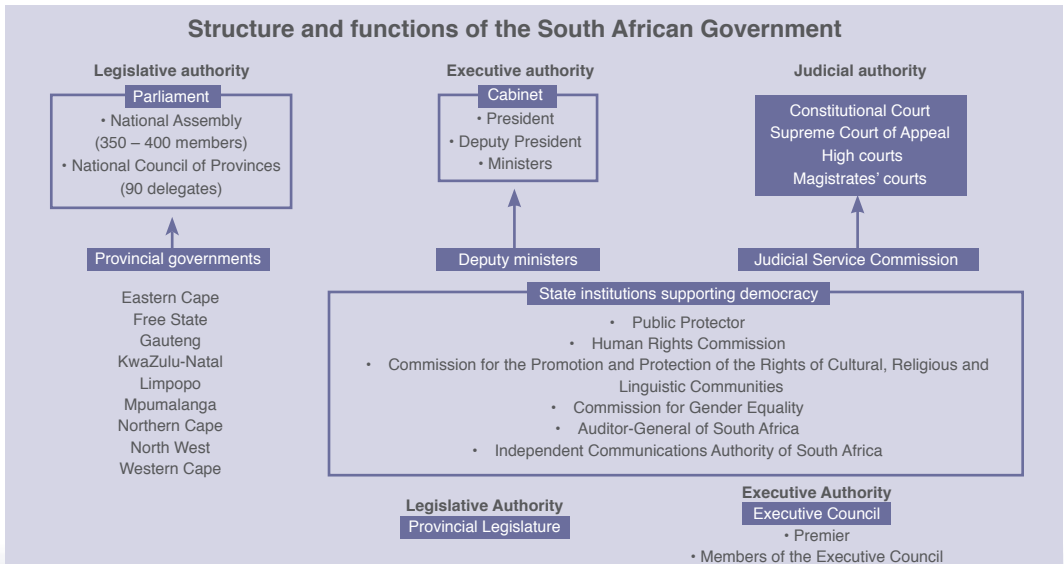 Structure and functions of the South African Government
Legislative authority
Parliament
• National Assembly
(350 – 400 members)
• National Council of Provinces
(90 delegates)
Provincial governments
Eastern Cape
Free State
Gauteng
KwaZulu-Natal
Limpopo
Mpumalanga
Northern Cape
North West
Western Cape
Executive authority
Cabinet
• President
• Deputy President
• Ministers
Deputy ministers
Judicial authority
Constitutional Court
Supreme Court of Appeal
High courts
Magistrates’ courts
Judicial Service Commission
State institutions supporting democracy
• Public Protector
• Human Rights Commission
• Commission for the Promotion and Protection of the Rights of Cultural, Religious and
Linguistic Communities
• Commission for Gender Equality
• Auditor-General of South Africa
• Independent Communications Authority of South Africa
Legislative Authority
Provincial Legislature
Executive Authority
Executive Council
• Premier
• Members of the Executive Council